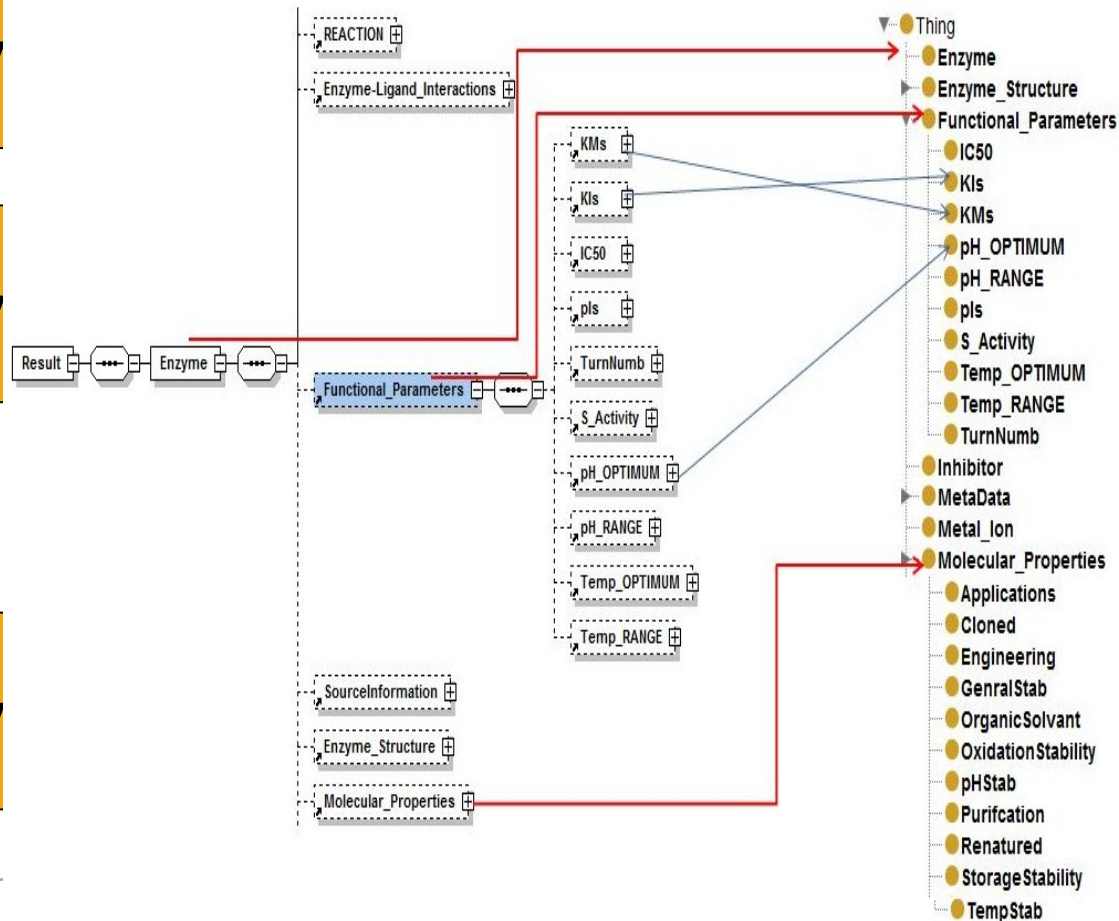 REACTION
Enzyme-Ligand_Interactions
KMs
KIs
IC50
pIs
TurnNumb
Result
Enzyme
Functional_Parameters
S_Activity
pH_OPTIMUM
pH_RANGE
Temp_OPTIMUM
Temp_RANGE
SourceInformation
Enzyme_Structure
Molecular_Properties
Thing
Enzyme
Enzyme_Structure
Functional_Parameters
IC50
KIs
KMs
pH_OPTIMUM
pH_RANGE
pIs
S_Activity
Temp_OPTIMUM
Temp_RANGE
TurnNumb
Inhibitor
MetaData
Metal_Ion
Molecular_Properties
Applications
Cloned
Engineering
GenralStab
OrganicSolvant
OxidationStability
pHStab
Purifcation
Renatured
StorageStability
TempStab